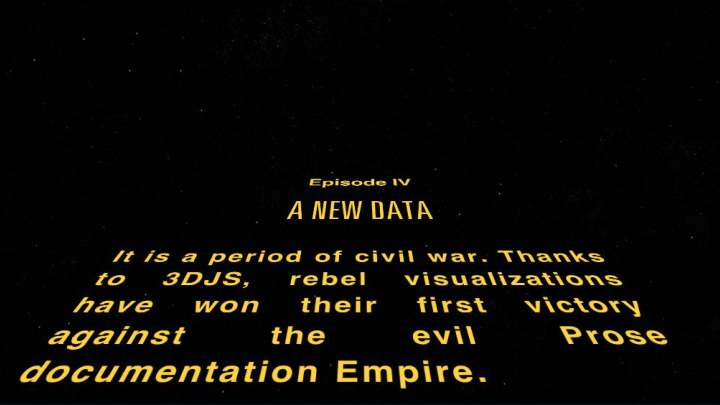 Episode IV
A NEW DATA
It is a period of civil war. Thanks
to 3DJS, rebel visualizations
have won their first victory
against the evil Prose
documentation Empire.